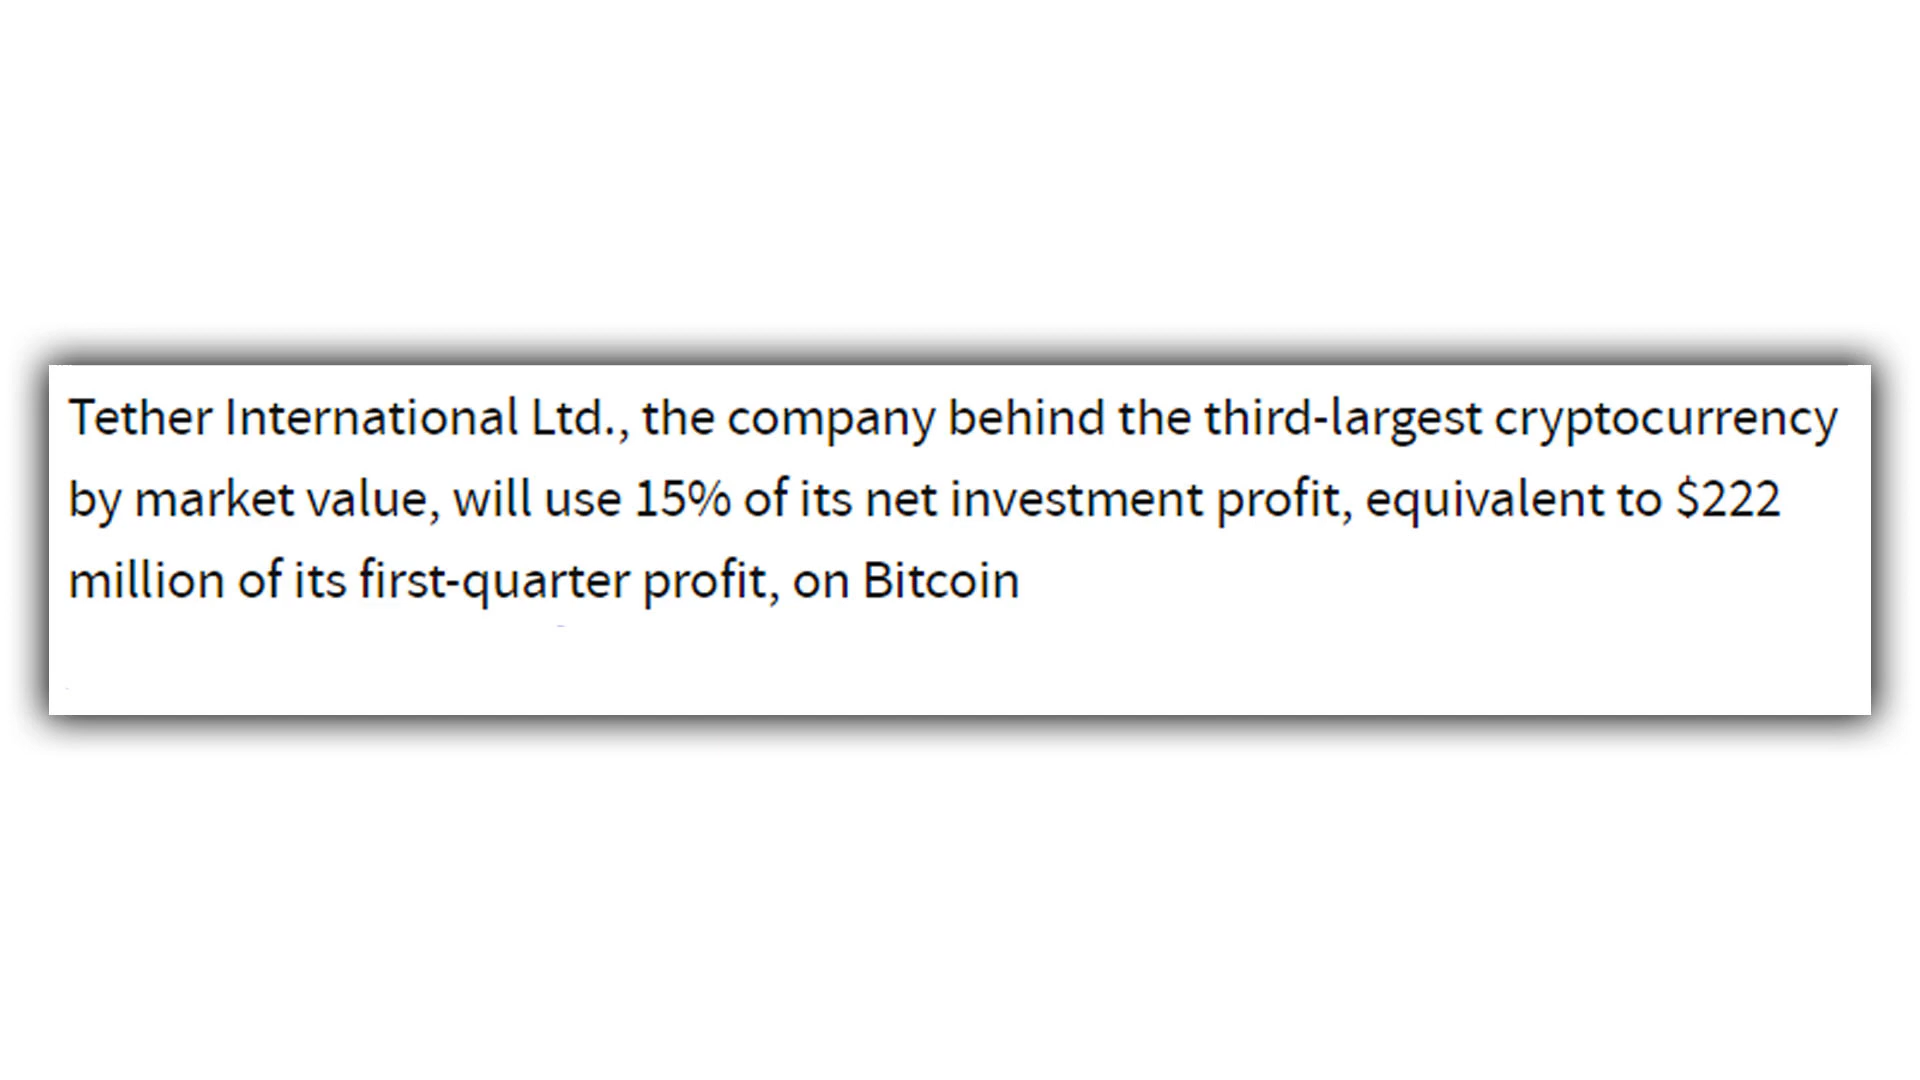 Tether International Ltd., the company behind the third-largest cryptocurrency
by market value, will use 15% of its net investment profit, equivalent to $222
million of its first-quarter profit, on Bitcoin